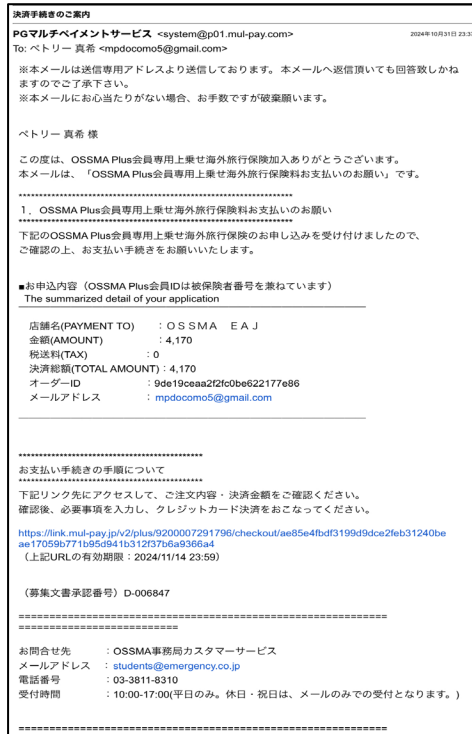 決済手続きのご案内
PGマルチペイメントサービス <system@p01.mul-pay.com>
2024年10月31日 23:33
To: ペトリー 真希 <mpdocomo5@gmail.com>
※本メールは送信専用アドレスより送信しております。 本メールへ返信頂いても回答致しかね
ますのでご了承下さい。
※本メールにお心当たりがない場合、お手数ですが破棄願います。
ペトリー 真希 様
この度は、OSSMA Plus会員専用上乗せ海外旅行保険加入ありがとうございます。
本メールは、「OSSMA Plus会員専用上乗せ海外旅行保険料お支払いのお願い」です。
******************************************************************
１．OSSMA Plus会員専用上乗せ海外旅行保険料お支払いのお願い
******************************************************************
下記のOSSMA Plus会員専用上乗せ海外旅行保険のお申し込みを受け付けましたので、
ご確認の上、お支払い手続きをお願いいたします。
■お申込内容（OSSMA Plus会員IDは被保険者番号を兼ねています）
The summarized detail of your application
店舗名(PAYMENT TO) ：ＯＳＳＭＡ ＥＡＪ
金額(AMOUNT) ：4,170
税送料(TAX) ：0
決済総額(TOTAL AMOUNT)：4,170
オーダーID ：9de19ceaa2f2fc0be622177e86
メールアドレス ： mpdocomo5@gmail.com
********************************************
お支払い手続きの手順について
********************************************
下記リンク先にアクセスして、ご注文内容・決済金額をご確認ください。
確認後、必要事項を入力し、クレジットカード決済をおこなってください。
https://link.mul-pay.jp/v2/plus/9200007291796/checkout/ae85e4fbdf3199d9dce2feb31240be
ae17059b771b95d941b312f37b6a9366a4
（上記URLの有効期限：2024/11/14 23:59）
（募集文書承認番号）D-006847
==============================================================
===========================
お問合せ先 ：OSSMA事務局カスタマーサービス
メールアドレス ： students@emergency.co.jp
電話番号 ：03-3811-8310
受付時間 ：10:00-17:00(平日のみ。休日・祝日は、メールのみでの受付となります。)
==============================================================